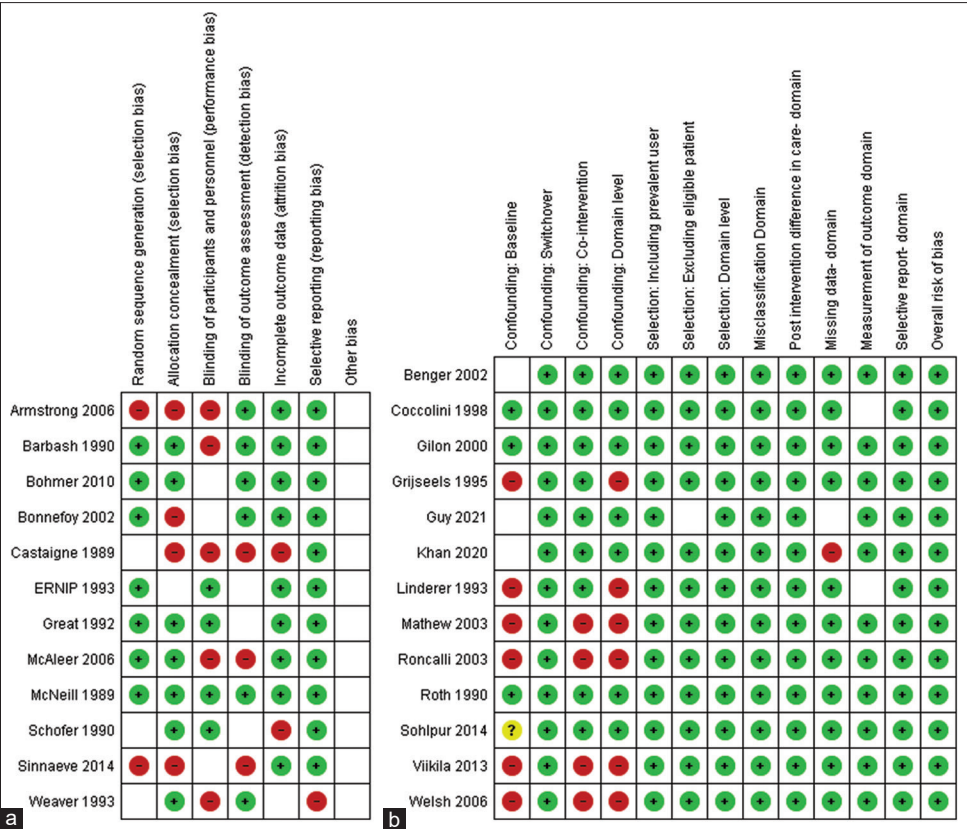 Random sequence generation (selection bias)
Allocation concealment (selection bias)
Blinding of participants and personnel (performance bias)
Blinding of outcome assessment (detection bias)
Incomplete outcome data (attrition bias)
Selective reporting (reporting bias)
Other bias
Armstrong 2006 - - - + + +
Barbash 1990 + + - + + +
Bohmer 2010 + + + + +
Bonnefoy 2002 + - + + +
Castaigne 1989 - - - - +
ERNIP 1993 + + + +
Great 1992 + + + + +
McAleer 2006 + + - - + +
McNeill 1989 + + + + + +
Schofer 1990 + + - +
Sinnaeve 2014 - - - + +
Weaver 1993 + - + -
a
Confounding: Baseline
Confounding: Switchover
Confounding: Co-intervention
Confounding: Domain level
Selection: Including prevalent user
Selection: Excluding eligible patient
Selection: Domain level
Misclassification Domain
Post intervention difference in care- domain
Missing data- domain
Measurement of outcome domain
Selective report- domain
Overall risk of bias
Benger 2002 + + + + + + + + + + + +
Coccolini 1998 + + + + + + + + + + + +
Gilon 2000 + + + + + + + + + + + + +
Grijseels 1995 - + + - + + + + + + + + +
Guy 2021 + + + + + + + + + +
Khan 2020 + + + + + + + + - + + +
Linderer 1993 - + + - + + + + + + + +
Mathew 2003 - + - - + + + + + + + + +
Roncalli 2003 - + - - + + + + + + + + +
Roth 1990 + + + + + + + + + + + + +
Sohlpur 2014 ? + + + + + + + + + + + +
Viikila 2013 - + - - + + + + + + + + +
Welsh 2006 - + - - + + + + + + + + +
b